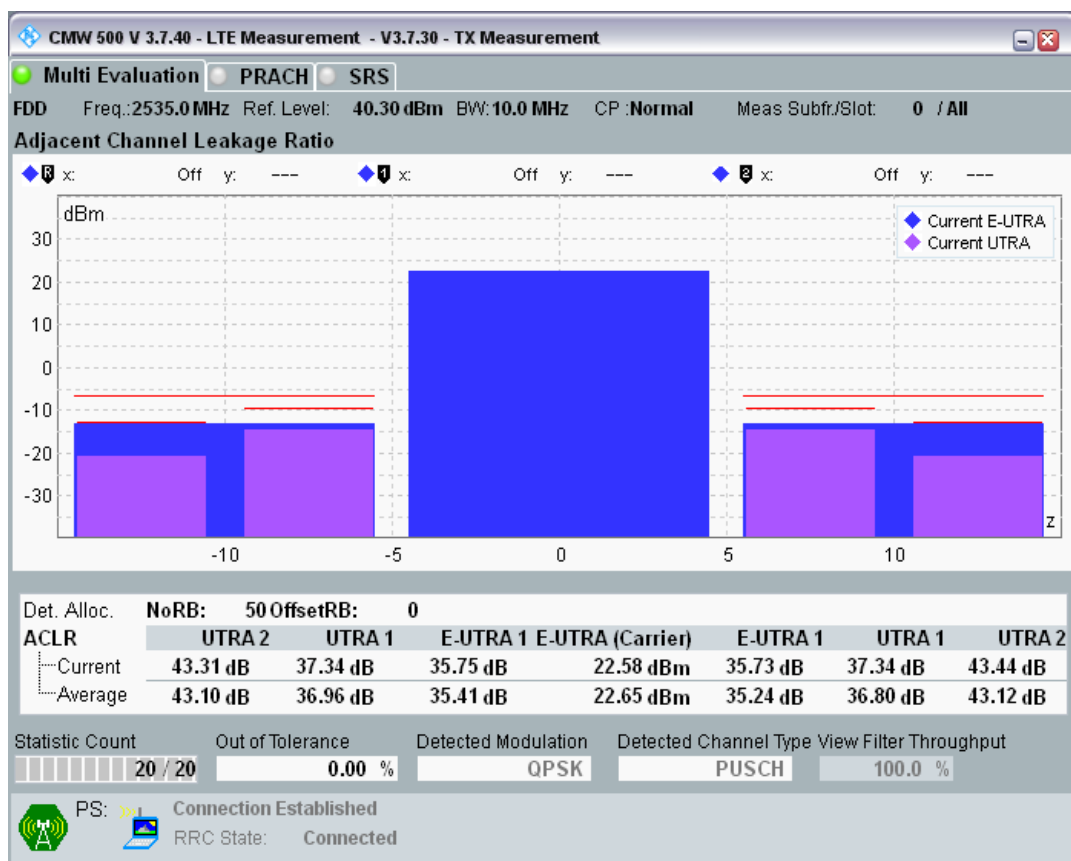 CMW 500 V 3.7.40 - LTE Measurement - V3.7.30 - TX Measurement
Multi Evaluation PRACH SRS
FDD Freq.:2535.0 MHz Ref. Level: 40.30 dBm BW:10.0 MHz CP :Normal Meas Subfr./Slot: 0 / All
Adjacent Channel Leakage Ratio
R x: Off y: --- 1 x: Off y: --- 2 x: Off y: ---
dBm
Current E-UTRA
Current UTRA
30
20
10
0
-10
-20
-30
z
-10 -5 0 5 10
Det. Alloc. NoRB: 50 OffsetRB: 0
ACLR UTRA 2 UTRA 1 E-UTRA 1 E-UTRA (Carrier) E-UTRA 1 UTRA 1 UTRA 2
Current 43.31 dB 37.34 dB 35.75 dB 22.58 dBm 35.73 dB 37.34 dB 43.44 dB
Average 43.10 dB 36.96 dB 35.41 dB 22.65 dBm 35.24 dB 36.80 dB 43.12 dB
Statistic Count Out of Tolerance Detected Modulation Detected Channel Type View Filter Throughput
20 / 20 0.00 % QPSK PUSCH 100.0 %
PS: Connection Established
RRC State: Connected